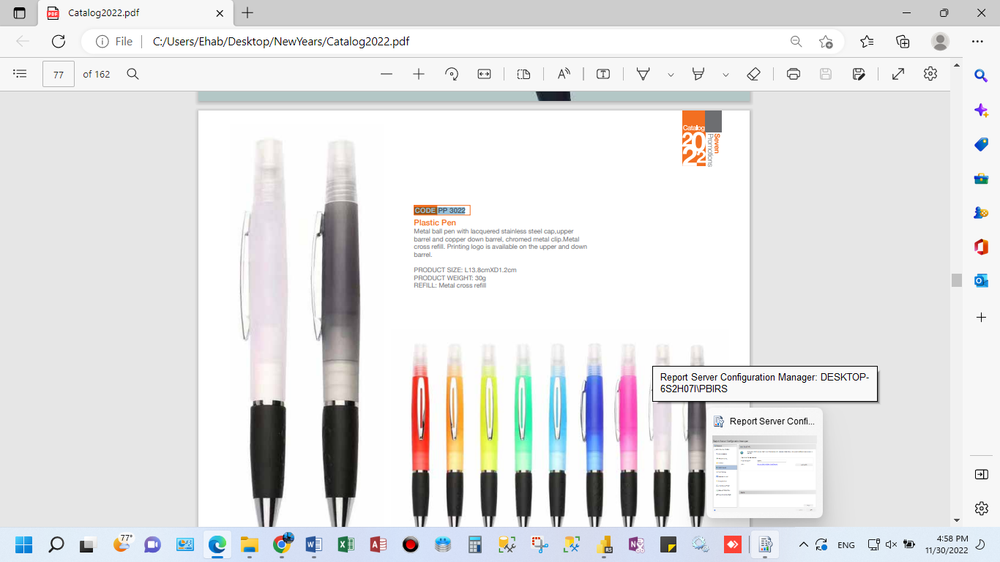 Catalog2022.pdf
File
C:/Users/Ehab/Desktop/NewYears/Catalog2022.pdf
77
of 162
Catalog
2022
Seven
Promotions
CODE PP 3022
Plastic Pen
Metal ball pen with lacquered stainless steel cap,upper
barrel and copper down barrel, chromed metal clip.Metal
cross refill. Printing logo is available on the upper and down
barrel.
PRODUCT SIZE: L13.8cmXD1.2cm
PRODUCT WEIGHT: 30g
REFILL: Metal cross refill
Report Server Configuration Manager: DESKTOP-
6S2H07I\PBIRS
Report Server Confi...
77°
ENG
4:58 PM
11/30/2022